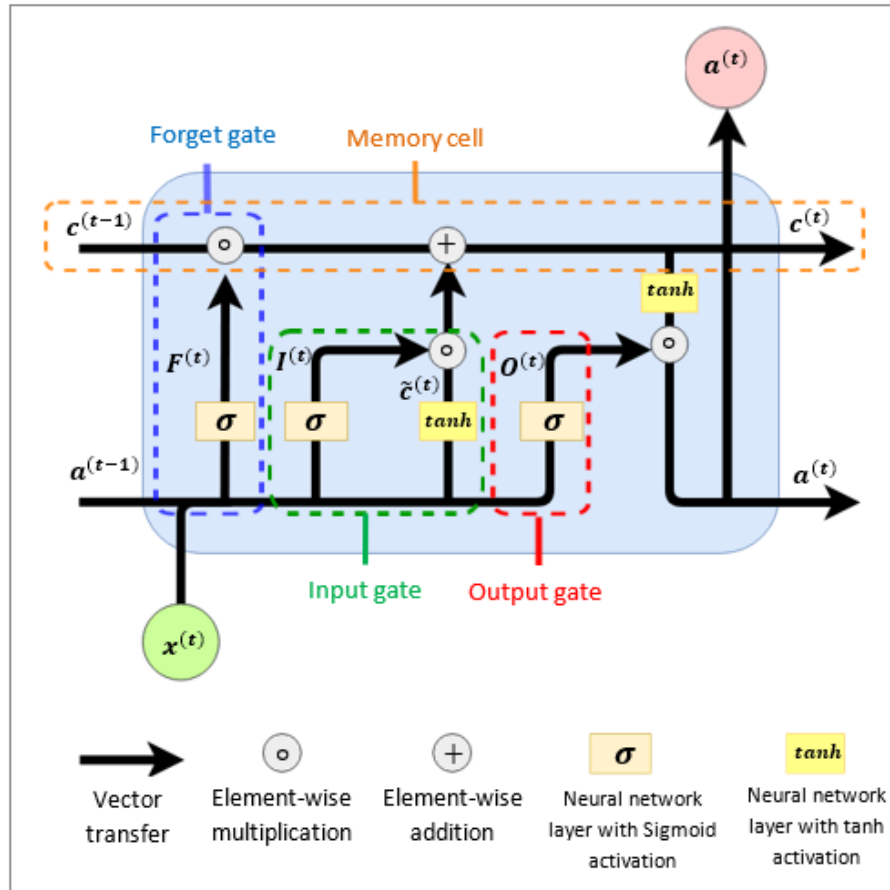 a^(t)
Forget gate
Memory cell
c^(t−1)
c^(t)
tanh
F^(t)
I^(t)
c̃^(t)
O^(t)
σ
σ
tanh
σ
a^(t−1)
a^(t)
Input gate
Output gate
x^(t)
σ
tanh
Vector
transfer
Element-wise
multiplication
Element-wise
addition
Neural network
layer with Sigmoid
activation
Neural network
layer with tanh
activation